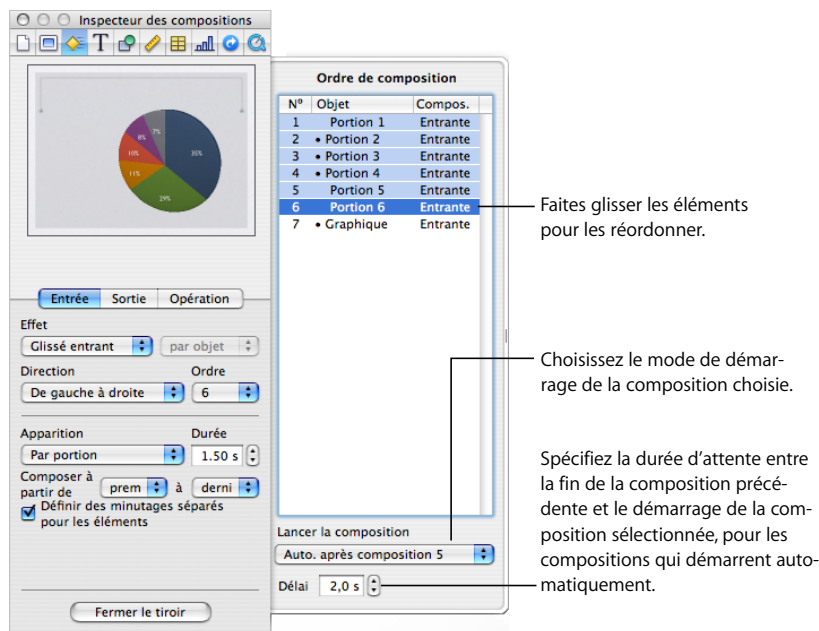 Inspecteur des compositions
T
8%
7%
10%
35%
11%
29%
Entrée Sortie Opération
Effet
Glissé entrant par objet
Direction Ordre
De gauche à droite 6
Apparition Durée
Par portion 1.50 s
Composer à
partir de prem à derni
Définir des minutages séparés
pour les éléments
Fermer le tiroir
Ordre de composition
Nº Objet Compos.
1 Portion 1 Entrante
2 • Portion 2 Entrante
3 • Portion 3 Entrante
4 • Portion 4 Entrante
5 Portion 5 Entrante
6 Portion 6 Entrante
7 • Graphique Entrante
Lancer la composition
Auto. après composition 5
Délai 2,0 s
Faites glisser les éléments
pour les réordonner.
Choisissez le mode de démar-
rage de la composition choisie.
Spécifiez la durée d’attente entre
la fin de la composition précé-
dente et le démarrage de la com-
position sélectionnée, pour les
compositions qui démarrent auto-
matiquement.